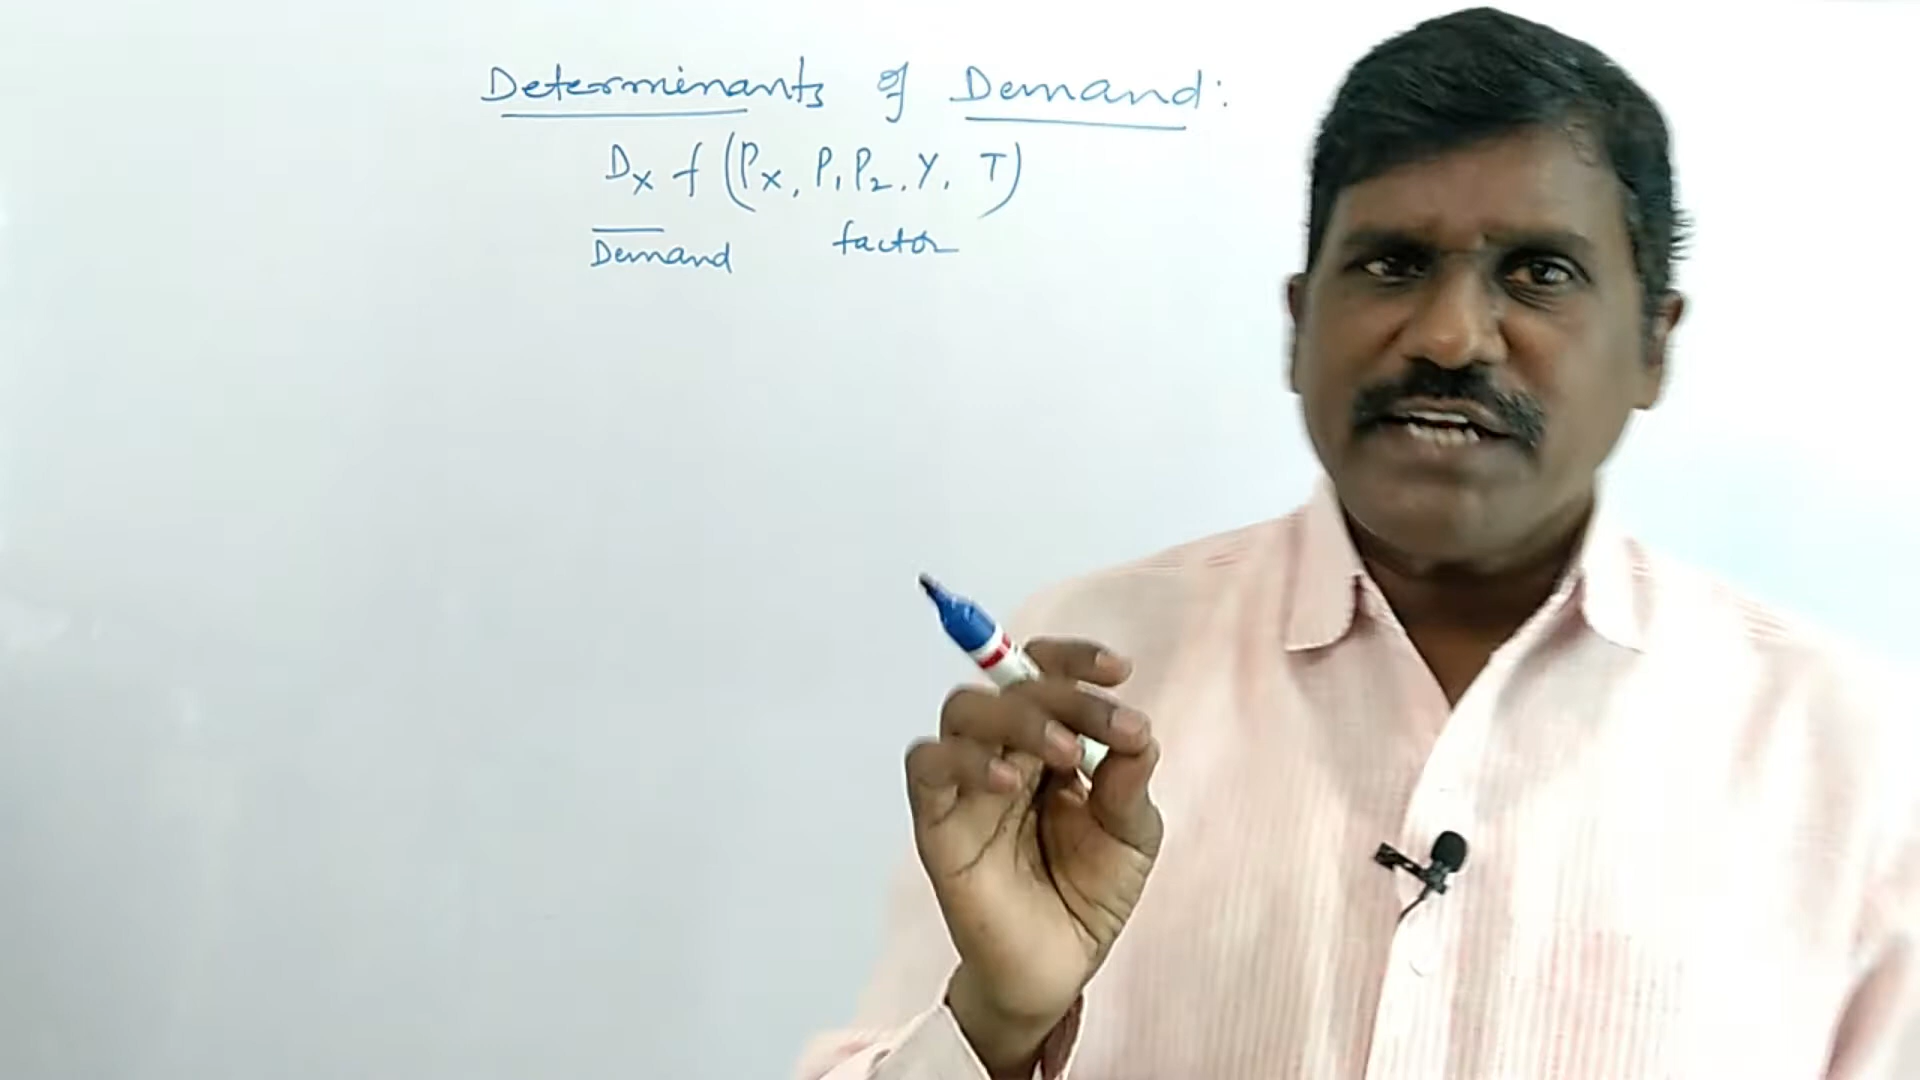 Determinants of Demand:
Dx f (Px, P1 P2, Y, T)
Demand factor